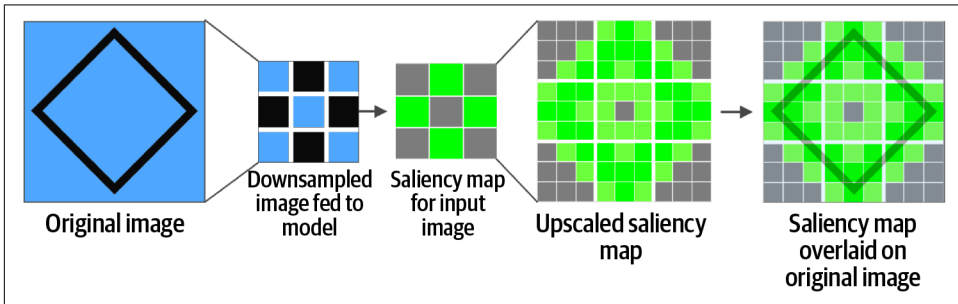 Original image
Downsampled
image fed to
model
Saliency map
for input
image
Upscaled saliency
map
Saliency map
overlaid on
original image